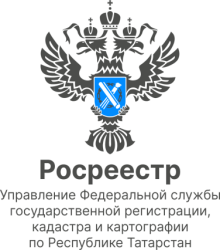 Росреестр
Управление Федеральной службы
государственной регистрации,
кадастра и картографии
по Республике Татарстан